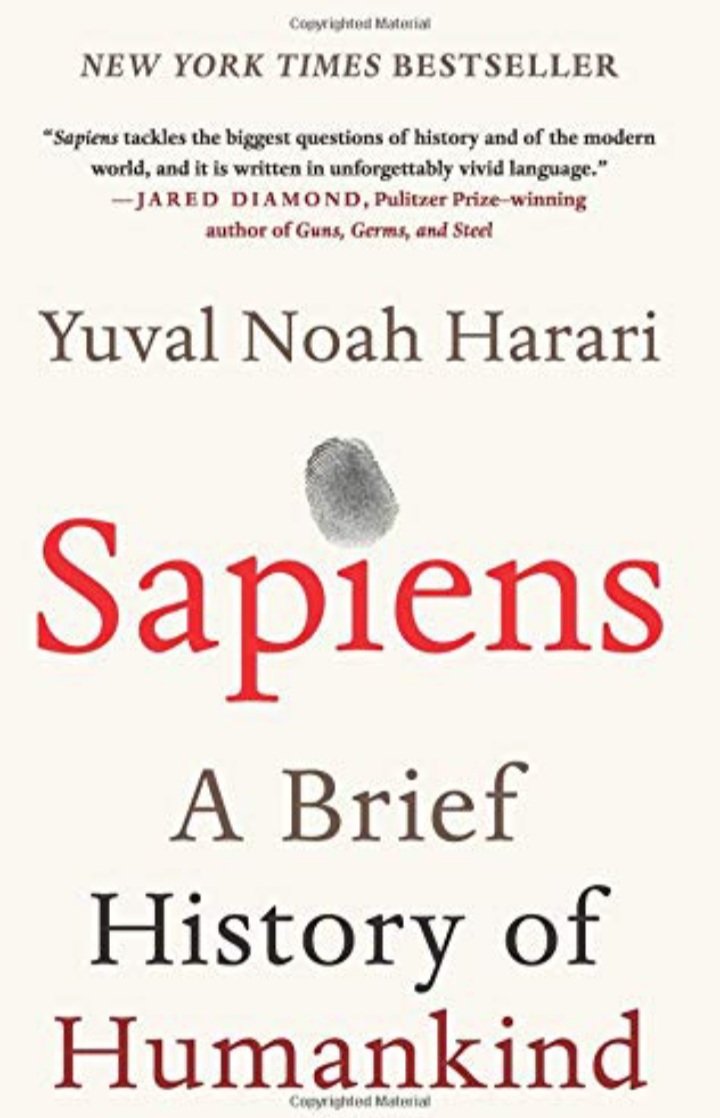 Copyrighted Material
NEW YORK TIMES BESTSELLER
“Sapiens tackles the biggest questions of history and of the modern
world, and it is written in unforgettably vivid language.”
—JARED DIAMOND, Pulitzer Prize–winning
author of Guns, Germs, and Steel
Yuval Noah Harari
Sapiens
A Brief
History of
Humankind
Copyrighted Material